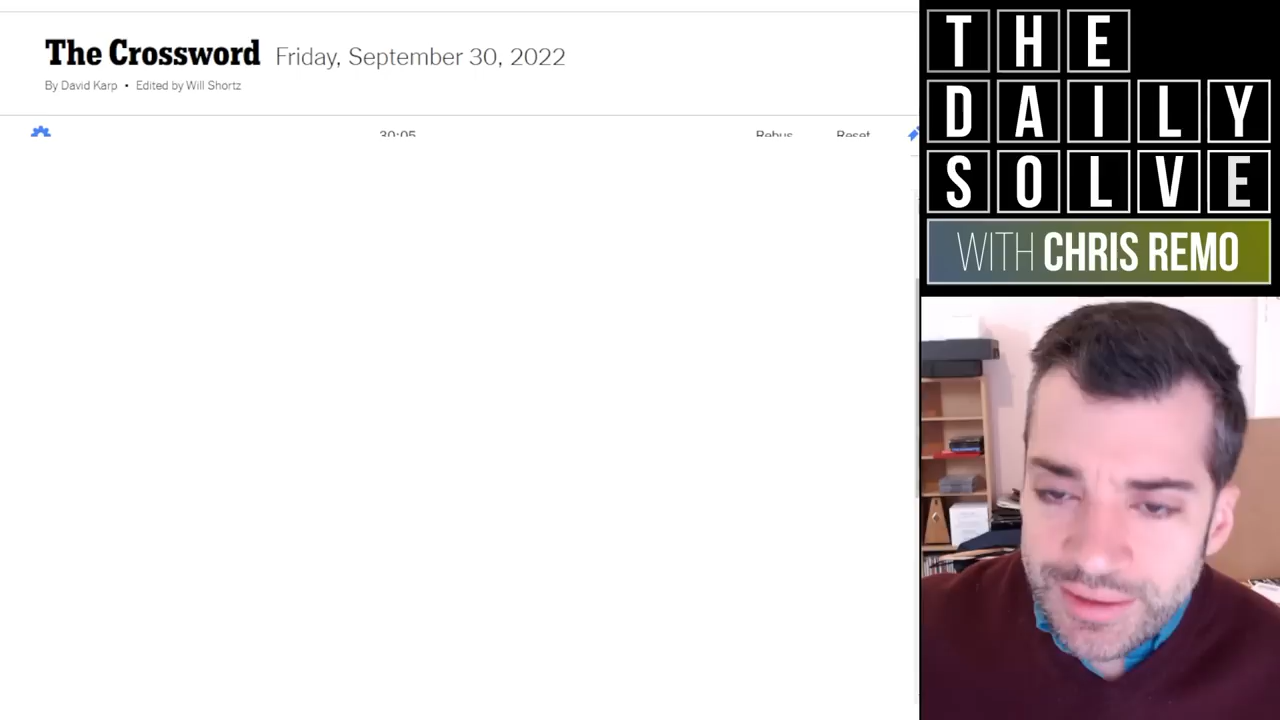 The Crossword Friday, September 30, 2022
By David Karp • Edited by Will Shortz
30:05 Rebus Reset
THE
DAILY
SOLVE
WITH CHRIS REMO